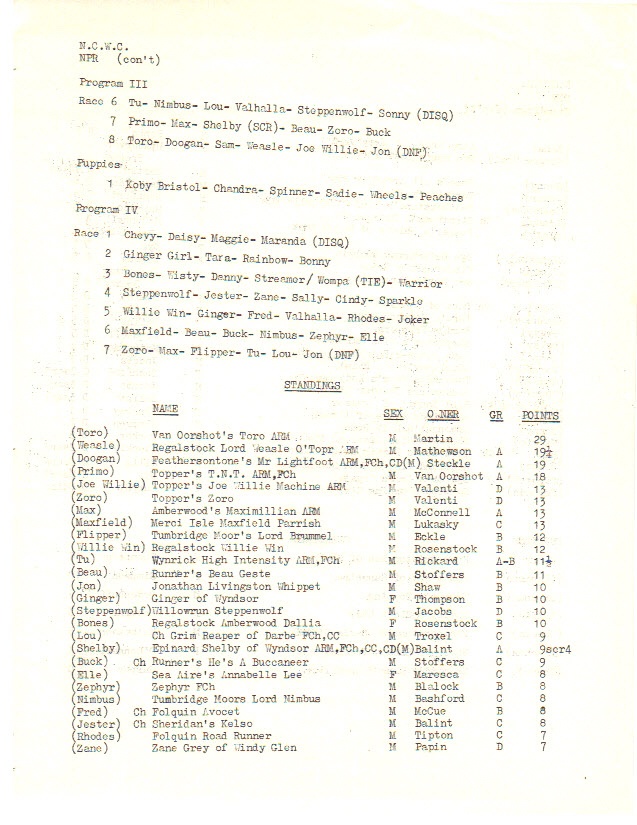 N.C.W.C.
NPR (con't)
Program III
Race 6 Tu- Nimbus- Lou- Valhalla- Steppenwolf- Sonny (DISQ)
7 Primo- Max- Shelby (SCR)- Beau- Zoro- Buck
8 Toro- Doogan- Sam- Weasle- Joe Willie- Jon (DNF)
Puppies
1 Koby Bristol- Chandra- Spinner- Sadie- Wheels- Peaches
Program IV
Race 1 Chevy- Daisy- Maggie- Maranda (DISQ)
2 Ginger Girl- Tara- Rainbow- Bonny
3 Bones- Wisty- Danny- Streamer/ Wompa (TIE)- Warrior
4 Steppenwolf- Jester- Zane- Sally- Cindy- Sparkle
5 Willie Win- Ginger- Fred- Valhalla- Rhodes- Joker
6 Maxfield- Beau- Buck- Nimbus- Zephyr- Elle
7 Zoro- Max- Flipper- Tu- Lou- Jon (DNF)
STANDINGS
NAME SEX OWNER GR POINTS
(Toro) Van Oorshot's Toro ARM M Martin 29
(Weasle) Regalstock Lord Weasle O'Topr ARM M Mathewson A 19½
(Doogan) Feathersontone's Mr Lightfoot ARM,FCh,CD(M) Steckle A 19
(Primo) Topper's T.N.T. ARM,FCh M Van Oorshot A 18
(Joe Willie) Topper's Joe Willie Machine ARM M Valenti D 13
(Zoro) Topper's Zoro M Valenti D 13
(Max) Amberwood's Maximillian ARM M McConnell A 13
(Maxfield) Merci Isle Maxfield Parrish M Lukasky C 13
(Flipper) Tumbridge Moor's Lord Brummel M Eckle B 12
(Willie Win) Regalstock Willie Win M Rosenstock B 12
(Tu) Wynrick High Intensity ARM,FCh M Rickard A-B 11½
(Beau) Runner's Beau Geste M Stoffers B 11
(Jon) Jonathan Livingston Whippet M Shaw B 10
(Ginger) Ginger of Wyndsor F Thompson B 10
(Steppenwolf) Willowrun Steppenwolf M Jacobs D 10
(Bones) Regalstock Amberwood Dallia F Rosenstock B 10
(Lou) Ch Grim Reaper of Darbe FCh,CC M Troxel C 9
(Shelby) Epinard Shelby of Wyndsor ARM,FCh,CC,CD(M) Balint A 9scr4
(Buck) Ch Runner's He's A Buccaneer M Stoffers C 9
(Elle) Sea Aire's Annabelle Lee F Maresca C 8
(Zephyr) Zephyr FCh M Blalock B 8
(Nimbus) Tumbridge Moors Lord Nimbus M Bashford C 8
(Fred) Ch Folquin Avocet M McCue B 8
(Jester) Ch Sheridan's Kelso M Balint C 8
(Rhodes) Folquin Road Runner M Tipton C 7
(Zane) Zane Grey of Windy Glen M Papin D 7